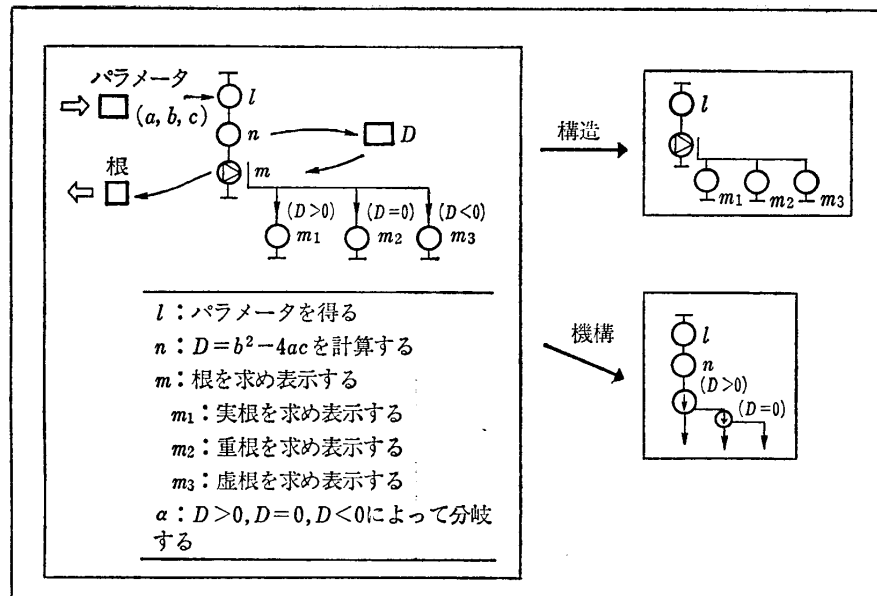 パラメータ
(a, b, c)
l
n
D
根
m
(D>0)
(D=0)
(D<0)
m₁
m₂
m₃
l：パラメータを得る
n：D=b²−4acを計算する
m：根を求め表示する
m₁：実根を求め表示する
m₂：重根を求め表示する
m₃：虚根を求め表示する
α：D>0, D=0, D<0によって分岐
する
構造
l
m₁
m₂
m₃
機構
l
n
(D>0)
(D=0)